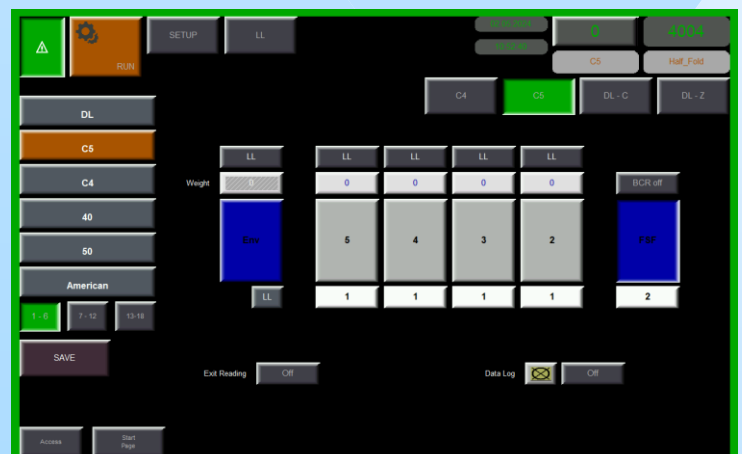 SETUP
LL
0
4004
RUN
C5
Half_Fold
C4
C5
DL - C
DL - Z
DL
C5
C4
40
50
American
1 - 6
7 - 12
13-18
SAVE
LL
LL
LL
LL
LL
Weight
0
0
0
0
BCR off
Env
5
4
3
2
PSF
LL
1
1
1
1
2
Exit Reading
Off
Data Log
Off
Access
Start
Page